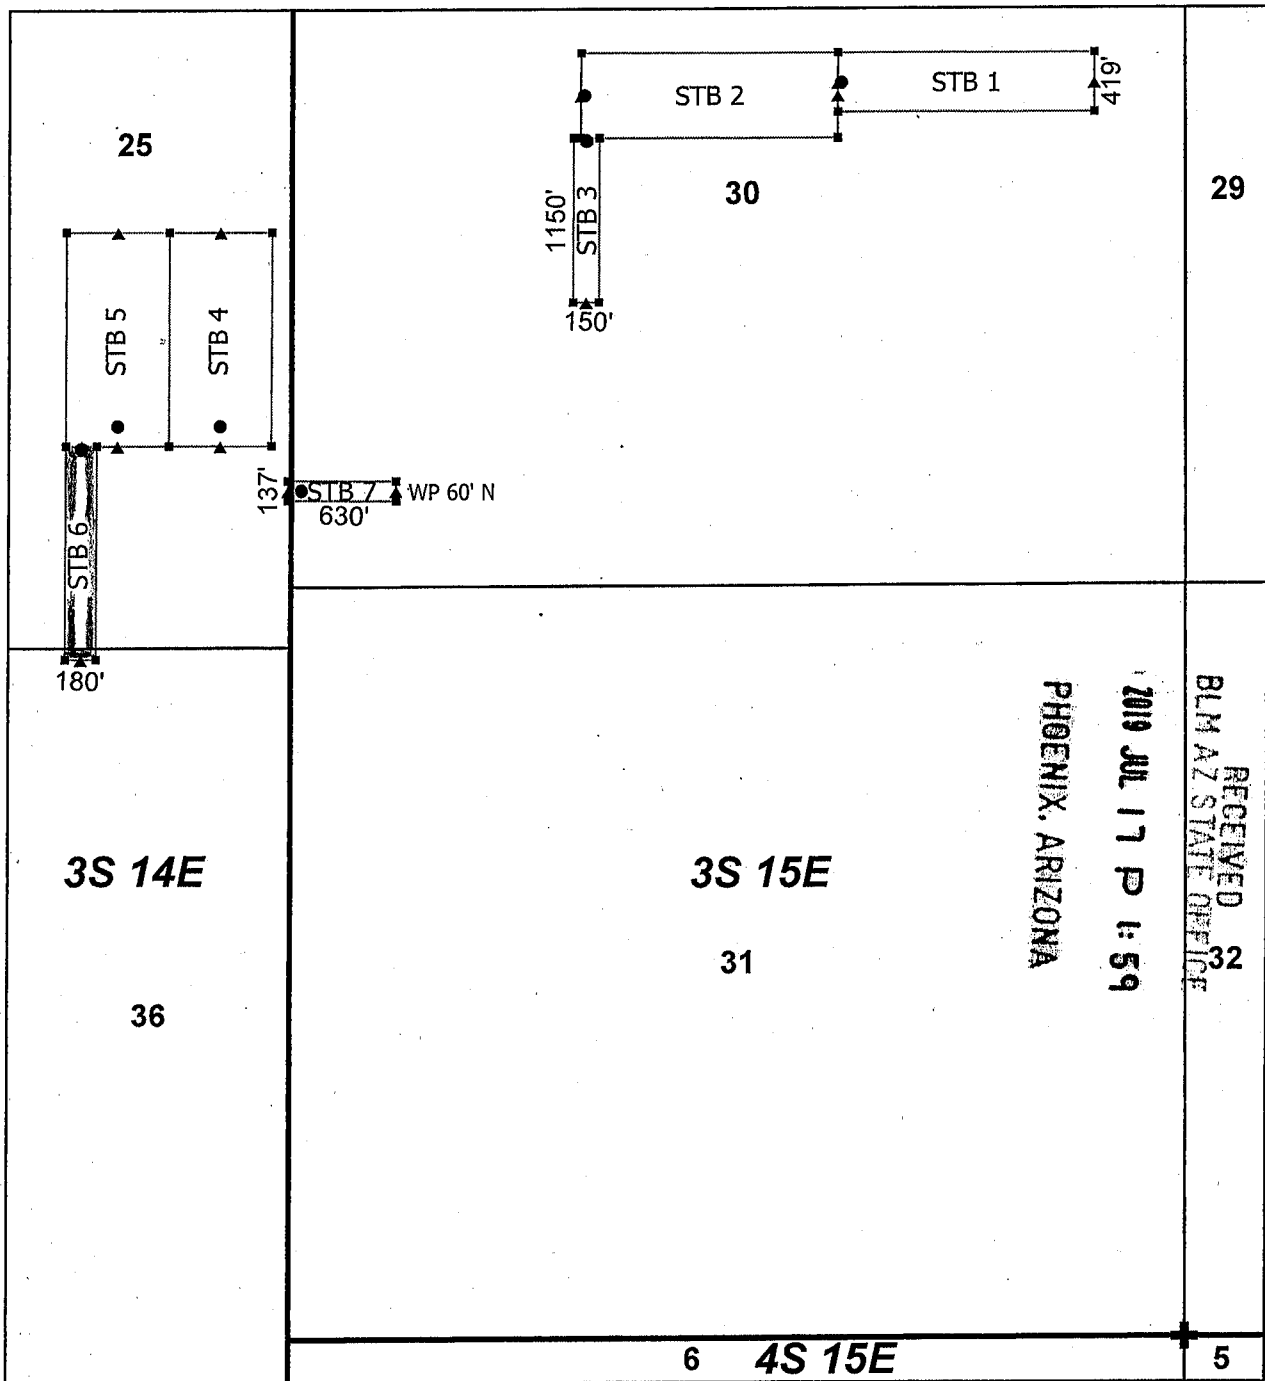 STB 1
419'
STB 2
25
30
29
1150'
STB 3
150'
STB 5
STB 4
137'
STB 7
WP 60' N
630'
STB 6
180'
RECEIVED
BLM AZ STATE OFFICE
2019 JUL 17 P 1:59
PHOENIX, ARIZONA
3S 14E
3S 15E
31
32
36
6
4S 15E
5